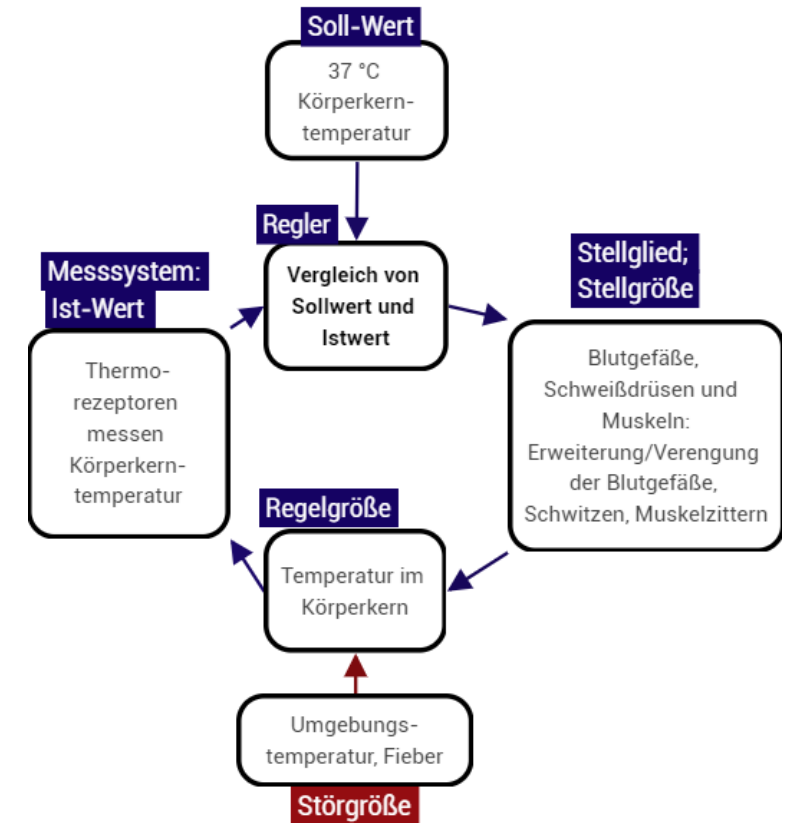 Soll-Wert
37 °C
Körperkern-
temperatur
Regler
Vergleich von
Sollwert und
Istwert
Messsystem:
Ist-Wert
Thermo-
rezeptoren
messen
Körperkern-
temperatur
Stellglied;
Stellgröße
Blutgefäße,
Schweißdrüsen und
Muskeln:
Erweiterung/Verengung
der Blutgefäße,
Schwitzen, Muskelzittern
Regelgröße
Temperatur im
Körperkern
Umgebungs-
temperatur, Fieber
Störgröße